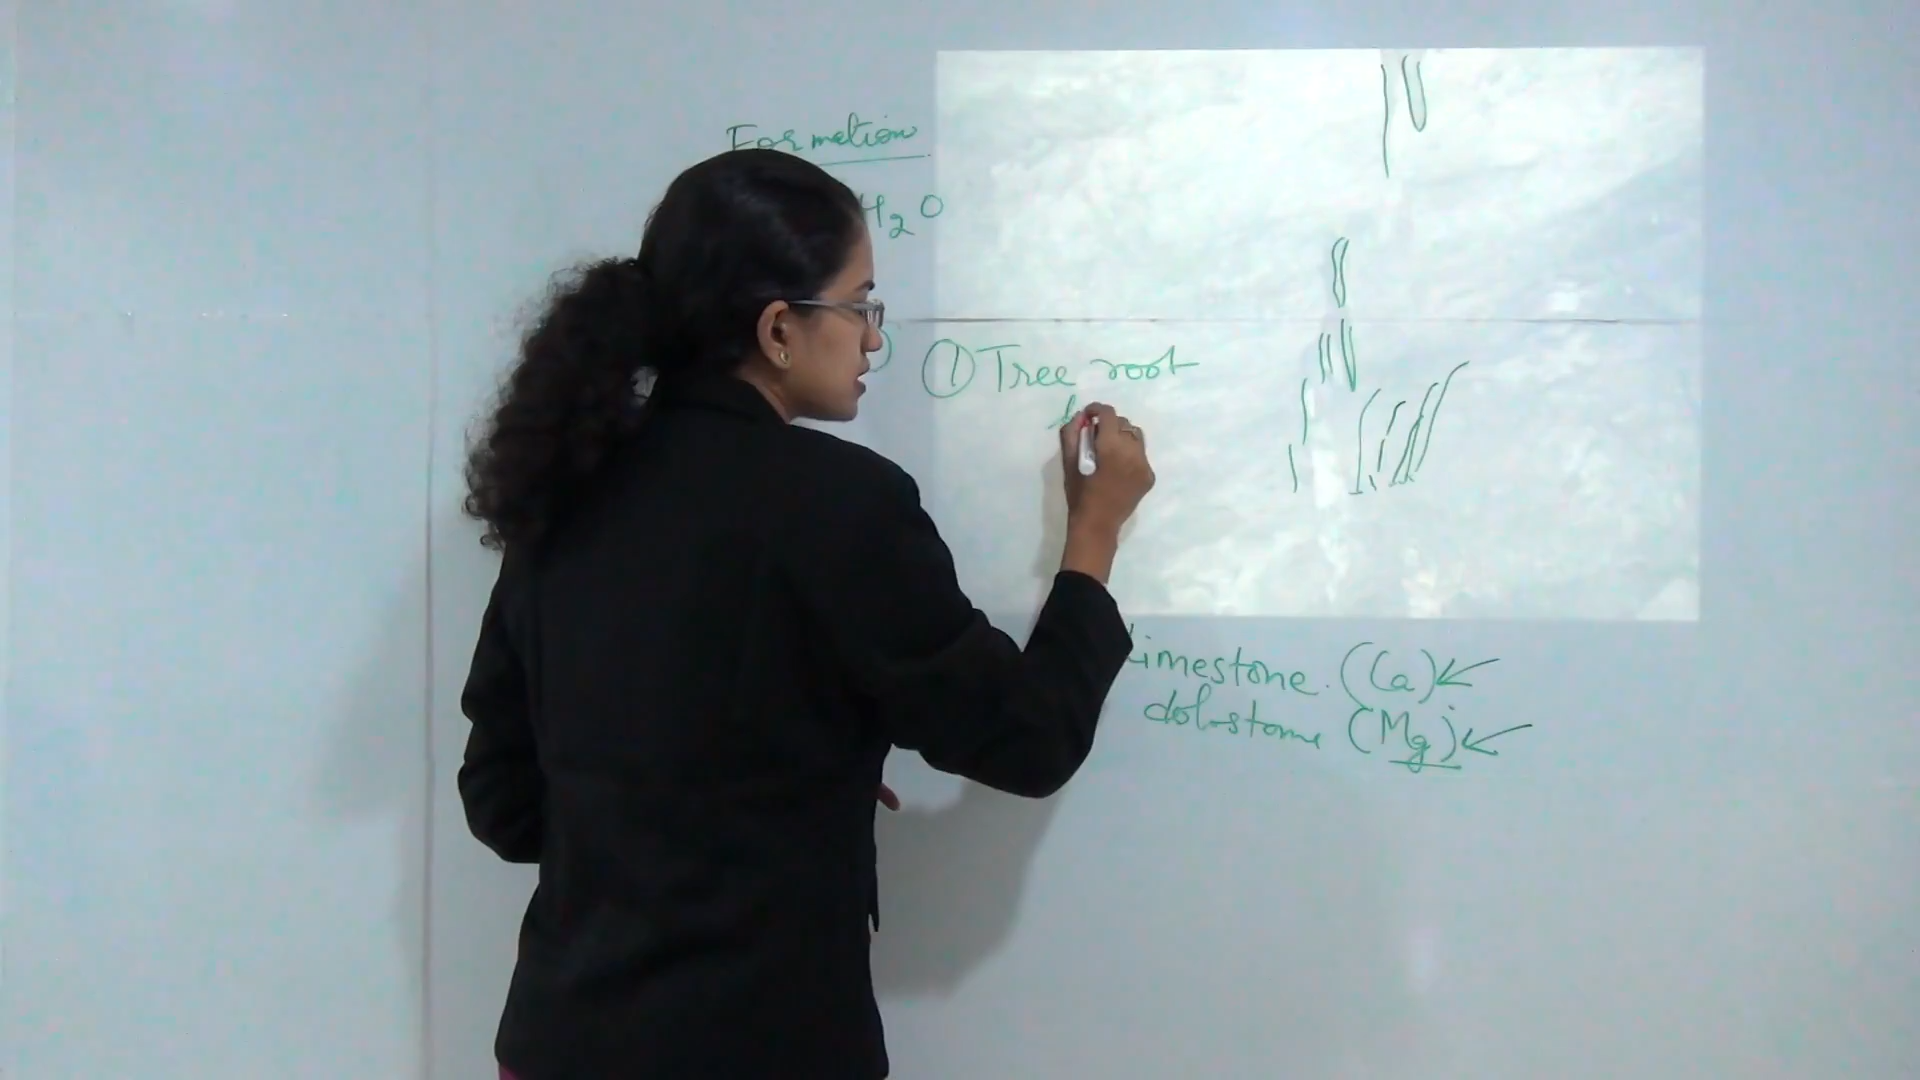 Formation
H2O
① Tree root
Limestone. (Ca)←
dolostone (Mg)←